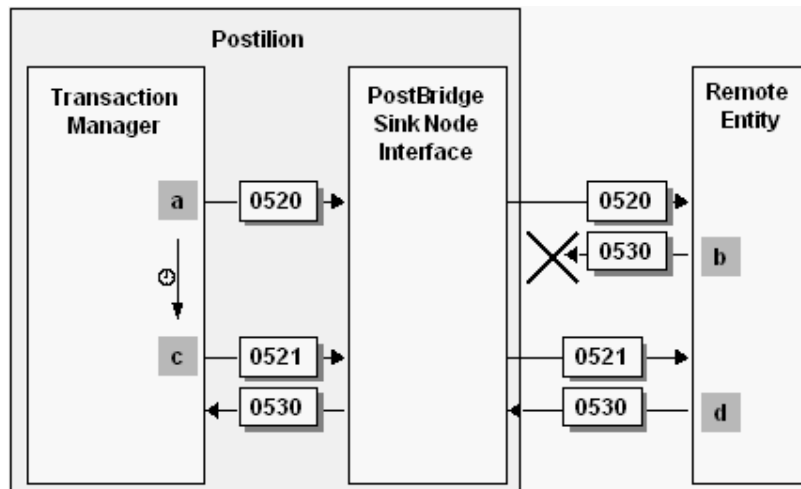 Postilion
Transaction
Manager
PostBridge
Sink Node
Interface
Remote
Entity
a
0520
0520
0530
b
c
0521
0521
0530
0530
d